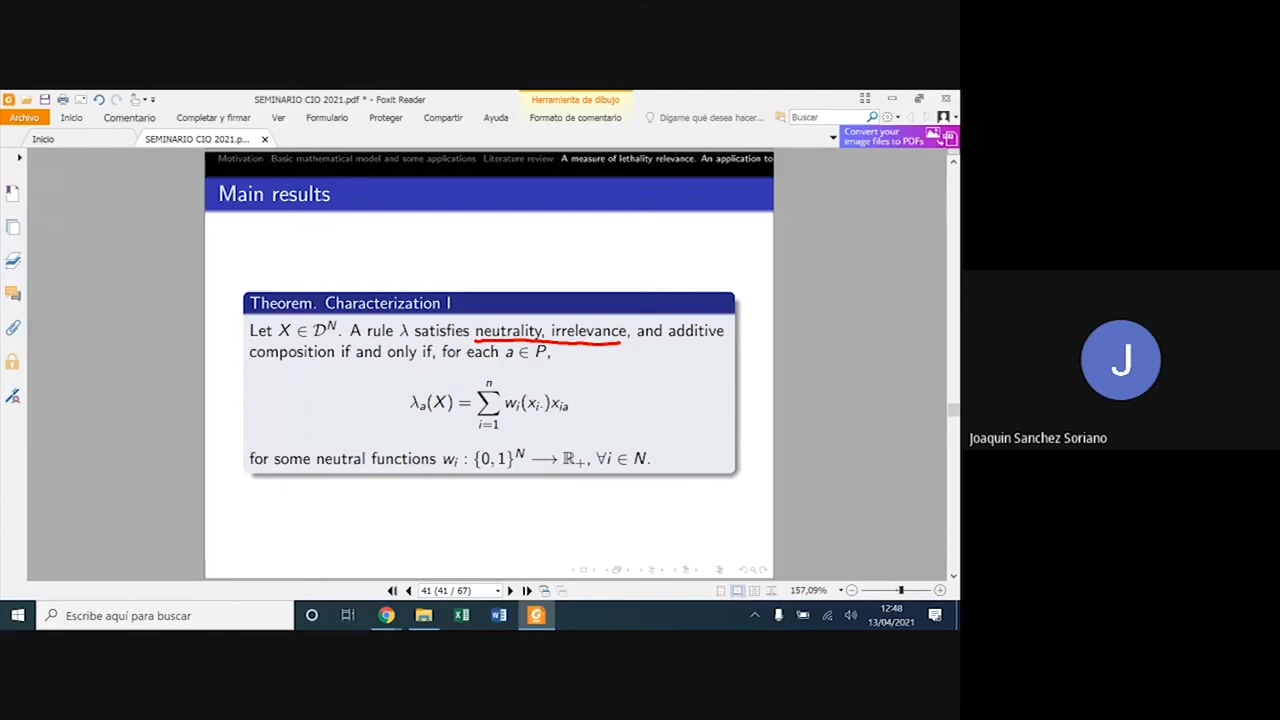 SEMINARIO CIO 2021.pdf * - Foxit Reader
Herramienta de dibujo
Archivo Inicio Comentario Completar y firmar Ver Formulario Proteger Compartir Ayuda Formato de comentario Dígame qué desea hacer... Buscar
Inicio SEMINARIO CIO 2021.p... ×
Convert your
image files to PDFs
Motivation Basic mathematical model and some applications Literature review A measure of lethality relevance. An application to
Main results
Theorem. Characterization I
Let X ∈ 𝒟^N. A rule λ satisfies neutrality, irrelevance, and additive
composition if and only if, for each a ∈ P,
λ_a(X) = ∑_{i=1}^{n} w_i(x_{i·})x_{ia}
for some neutral functions w_i : {0, 1}^N ⟶ ℝ_+, ∀i ∈ N.
J
Joaquin Sanchez Soriano
41 (41 / 67)
157,09%
Escribe aquí para buscar
12:48
13/04/2021